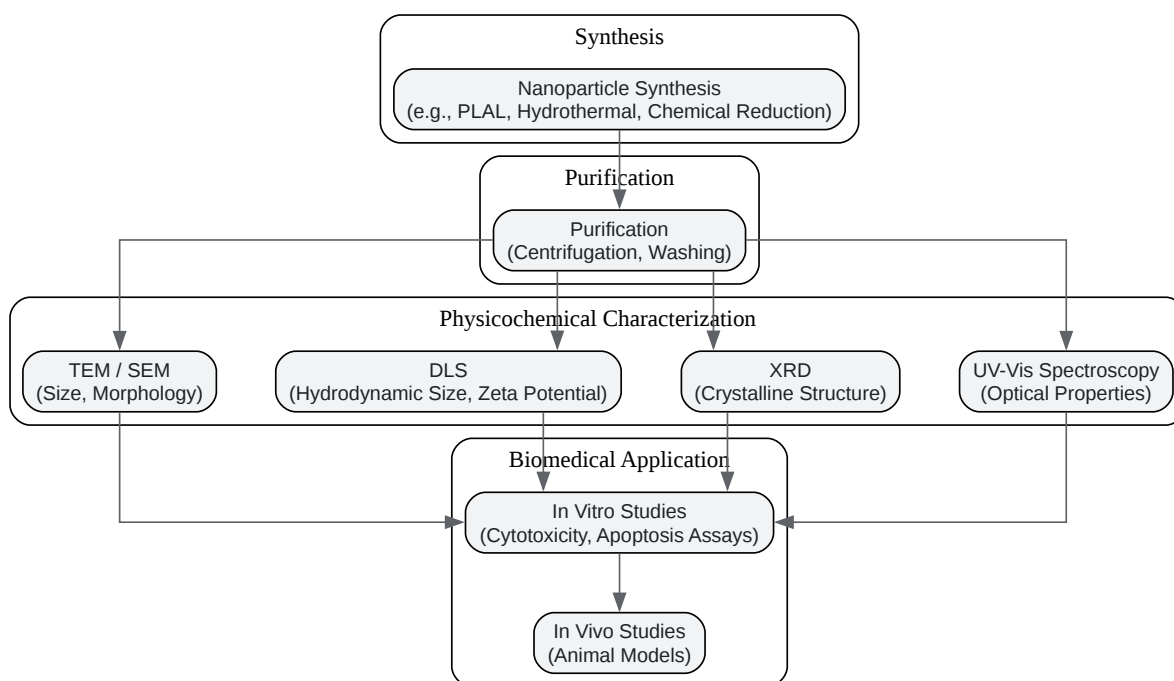 Synthesis
Nanoparticle Synthesis
(e.g., PLAL, Hydrothermal, Chemical Reduction)
Purification
Purification
(Centrifugation, Washing)
Physicochemical Characterization
TEM / SEM
(Size, Morphology)
DLS
(Hydrodynamic Size, Zeta Potential)
XRD
(Crystalline Structure)
UV-Vis Spectroscopy
(Optical Properties)
Biomedical Application
In Vitro Studies
(Cytotoxicity, Apoptosis Assays)
In Vivo Studies
(Animal Models)